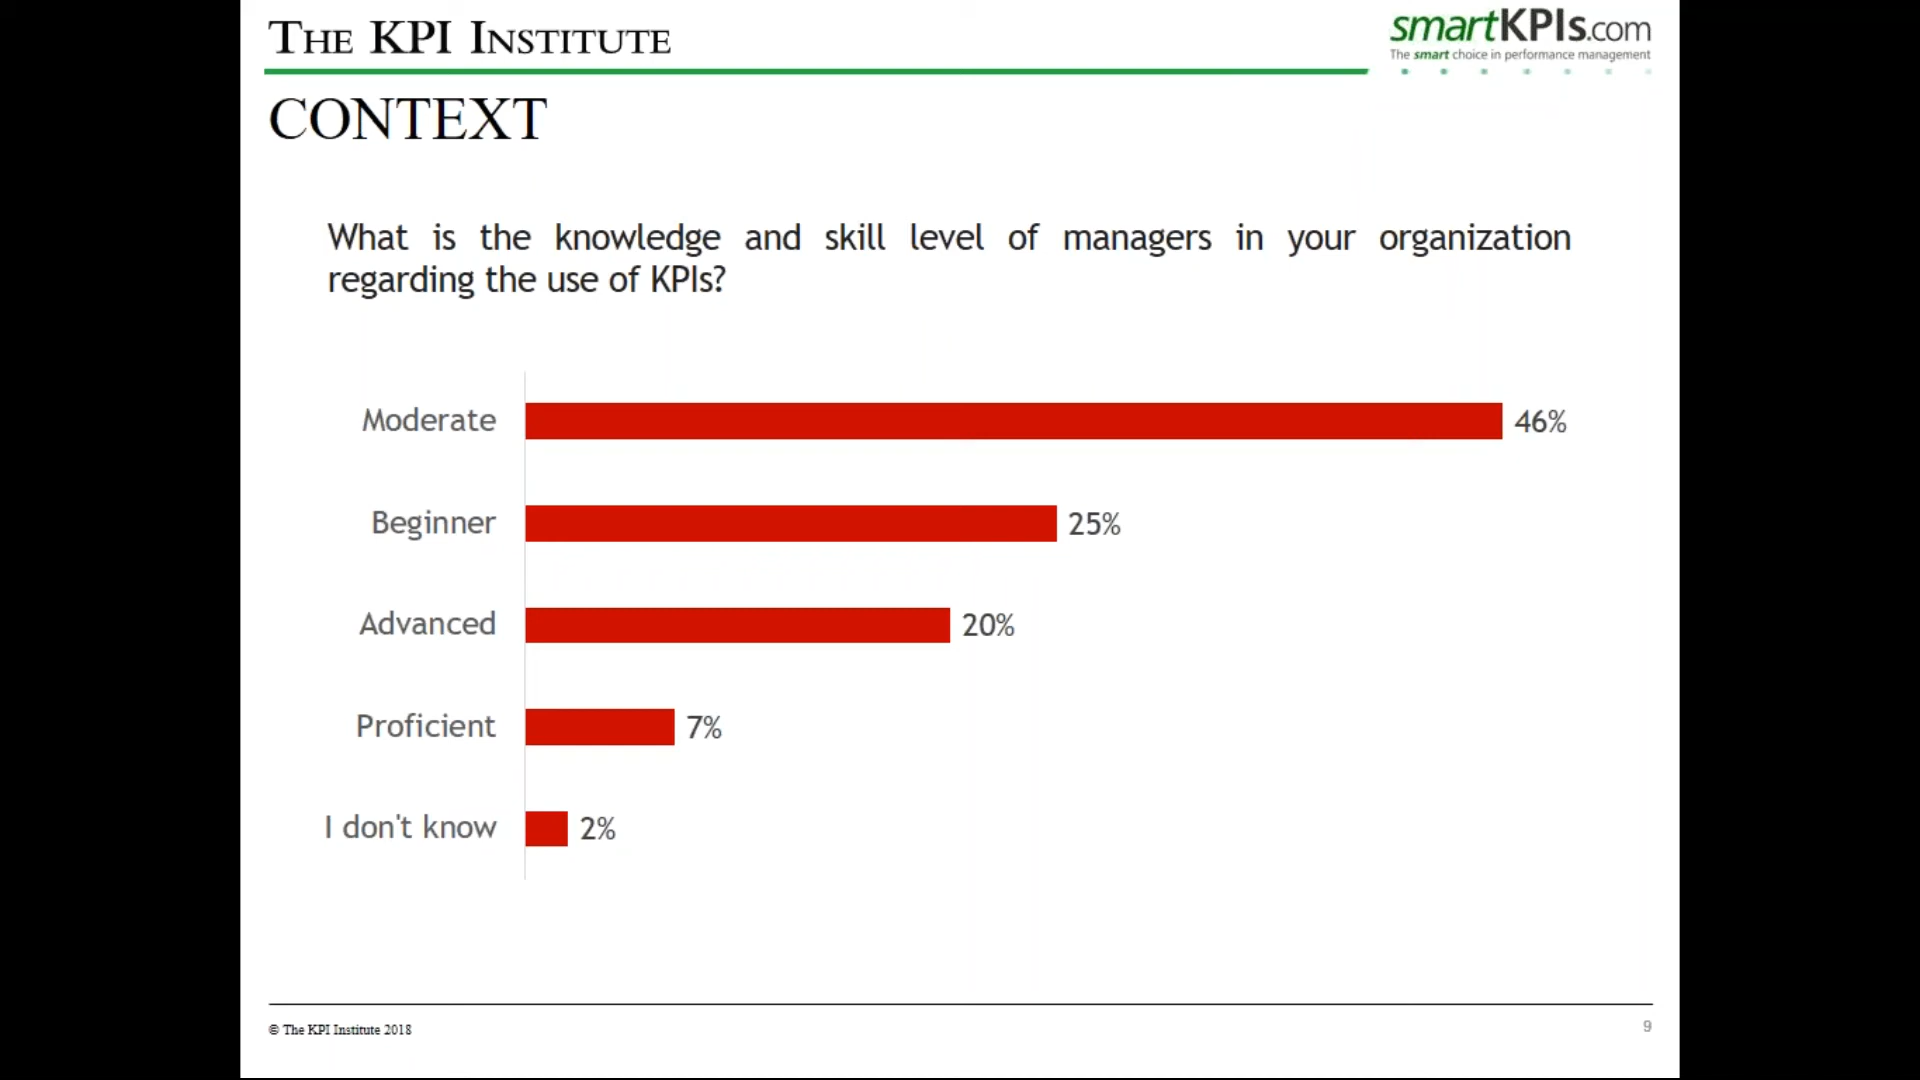 THE KPI INSTITUTE
smartKPIs.com
The smart choice in performance management
CONTEXT
What is the knowledge and skill level of managers in your organization
regarding the use of KPIs?
Moderate 46%
Beginner 25%
Advanced 20%
Proficient 7%
I don't know 2%
© The KPI Institute 2018
9